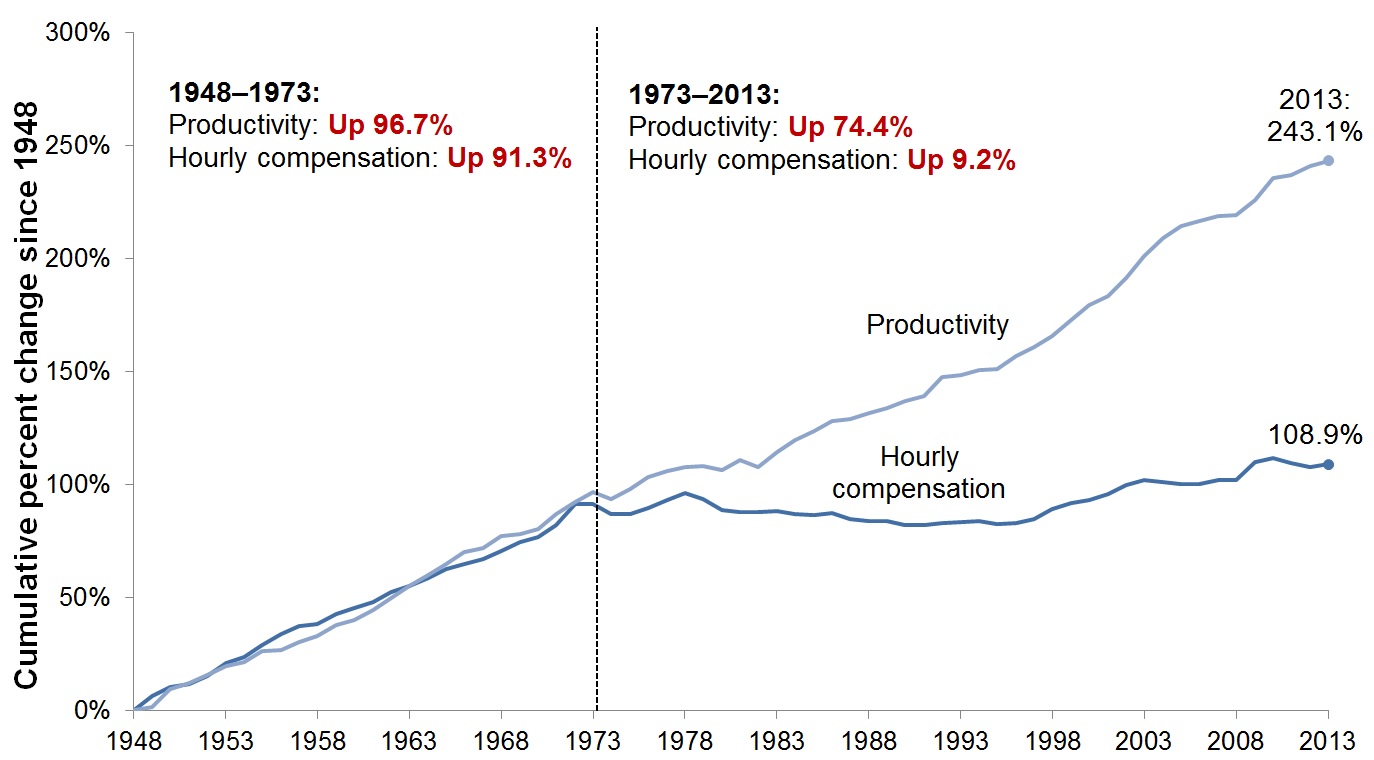 Cumulative percent change since 1948
300%
250%
200%
150%
100%
50%
0%
1948–1973:
Productivity: Up 96.7%
Hourly compensation: Up 91.3%
1973–2013:
Productivity: Up 74.4%
Hourly compensation: Up 9.2%
2013:
243.1%
Productivity
108.9%
Hourly
compensation
1948 1953 1958 1963 1968 1973 1978 1983 1988 1993 1998 2003 2008 2013